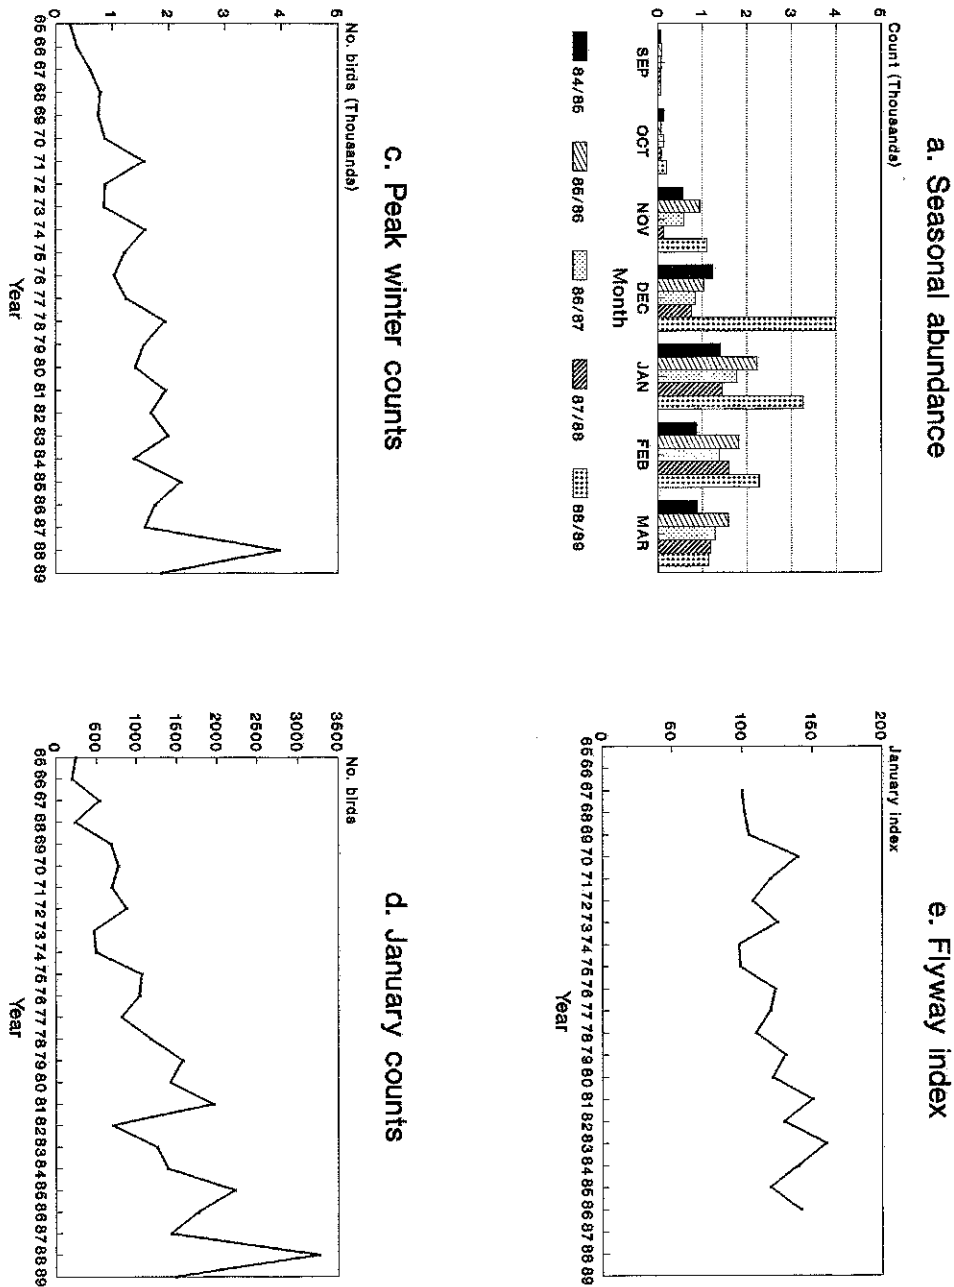 a. Seasonal abundance
Count (Thousands)
5
4
3
2
1
0
SEP OCT NOV DEC JAN FEB MAR
Month
84/85 85/86 86/87 87/88 88/89
e. Flyway index
January index
200
150
100
50
0
65 66 67 68 69 70 71 72 73 74 75 76 77 78 79 80 81 82 83 84 85 86 87 88 89
Year
c. Peak winter counts
No. birds (Thousands)
5
4
3
2
1
0
65 66 67 68 69 70 71 72 73 74 75 76 77 78 79 80 81 82 83 84 85 86 87 88 89
Year
d. January counts
No. birds
3500
3000
2500
2000
1500
1000
500
0
65 66 67 68 69 70 71 72 73 74 75 76 77 78 79 80 81 82 83 84 85 86 87 88 89
Year